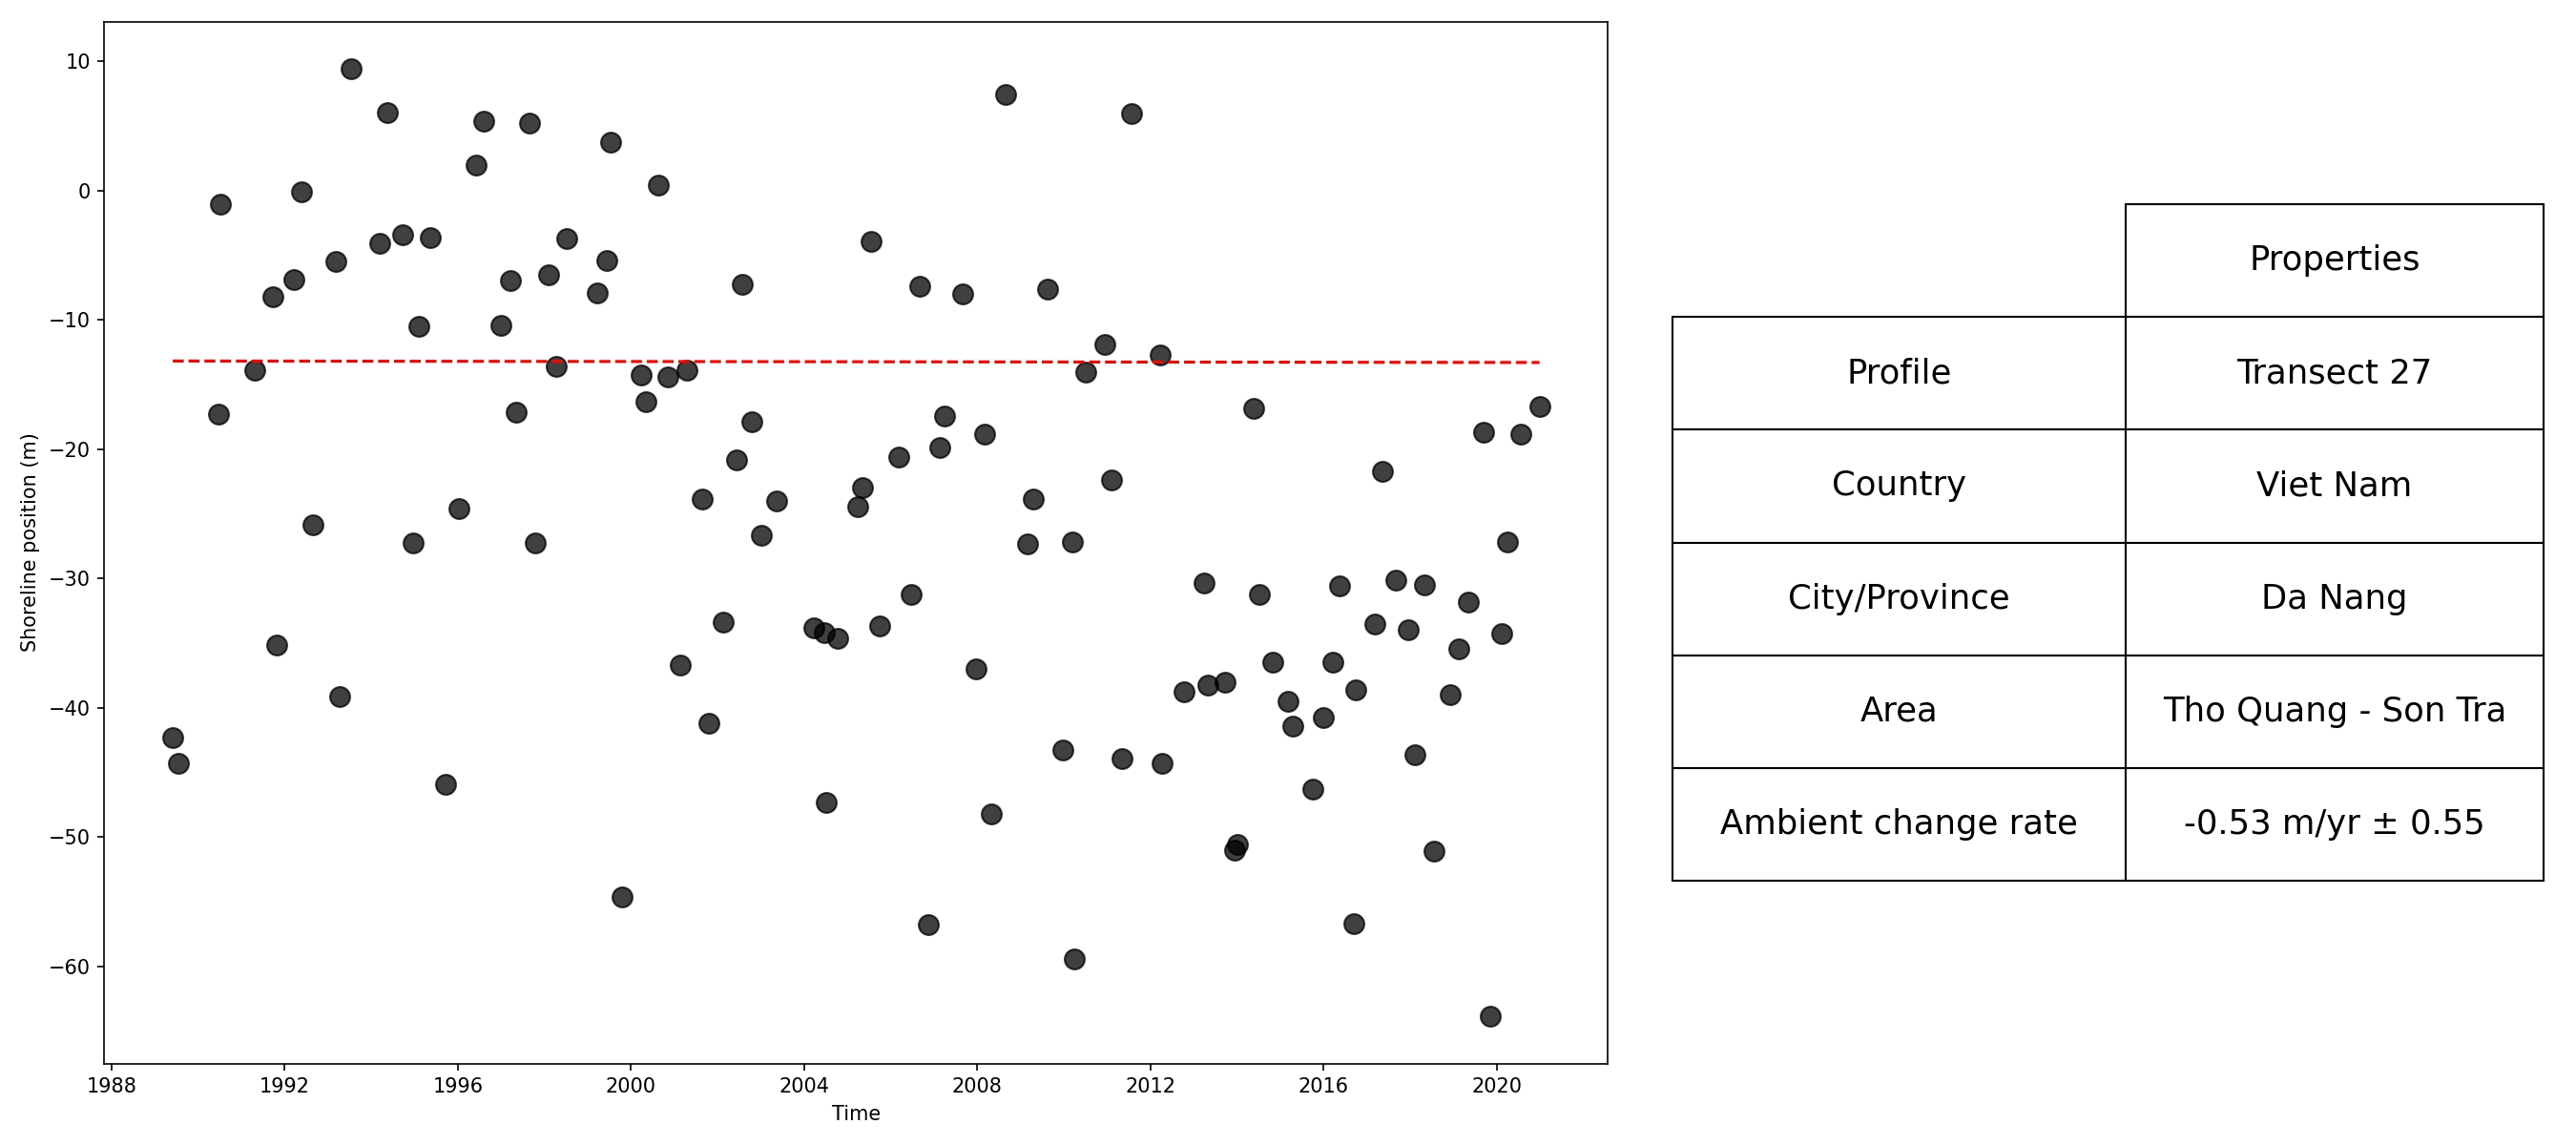 10
0
−10
−20
−30
−40
−50
−60
Shoreline position (m)
1988 1992 1996 2000 2004 2008 2012 2016 2020
Time
Properties
Profile Transect 27
Country Viet Nam
City/Province Da Nang
Area Tho Quang - Son Tra
Ambient change rate -0.53 m/yr ± 0.55